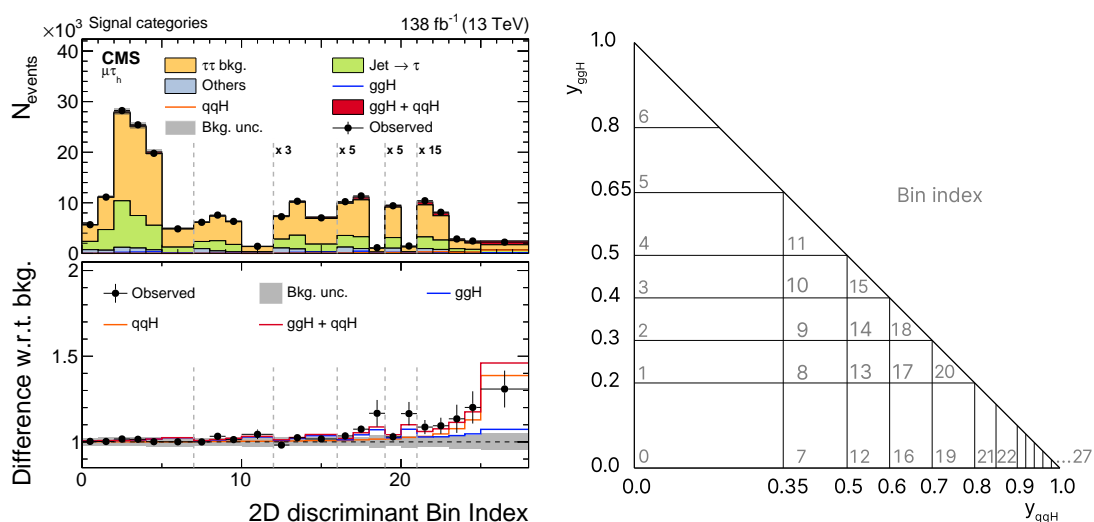 ×10³ Signal categories 138 fb⁻¹ (13 TeV)
CMS
μτₕ
ττ bkg. Jet → τ
Others ggH
qqH ggH + qqH
Bkg. unc. Observed
40
30
20
10
0
N_events
x 3 x 5 x 5 x 15
2
1.5
1
Difference w.r.t. bkg.
Observed Bkg. unc. ggH
qqH ggH + qqH
0 10 20
2D discriminant Bin Index
y_ggH
1.0
0.8
0.65
0.5
0.4
0.3
0.2
0.0
Bin index
6
5
4 11
3 10 15
2 9 14 18
1 8 13 17 20
0 7 12 16 19 21 22 ...27
0.0 0.35 0.5 0.6 0.7 0.8 0.9 1.0
y_qqH